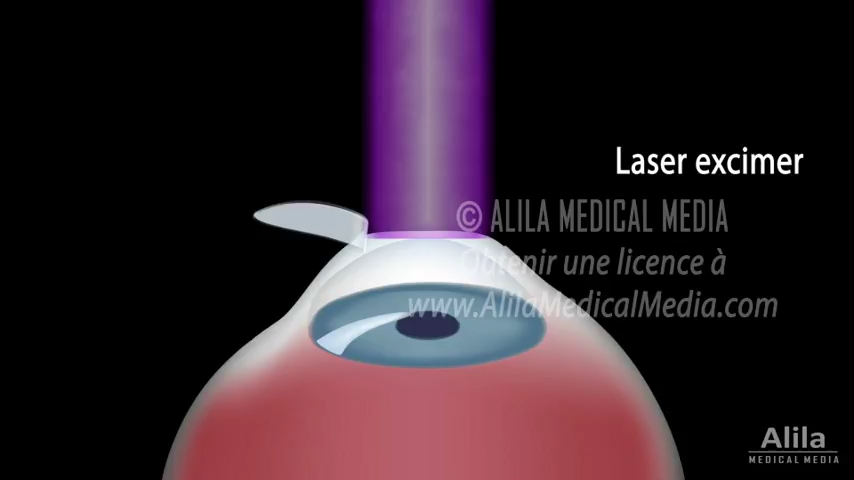 Laser excimer
© ALILA MEDICAL MEDIA
Obtenir une licence à
www.AlilaMedicalMedia.com
Alila
MEDICAL MEDIA